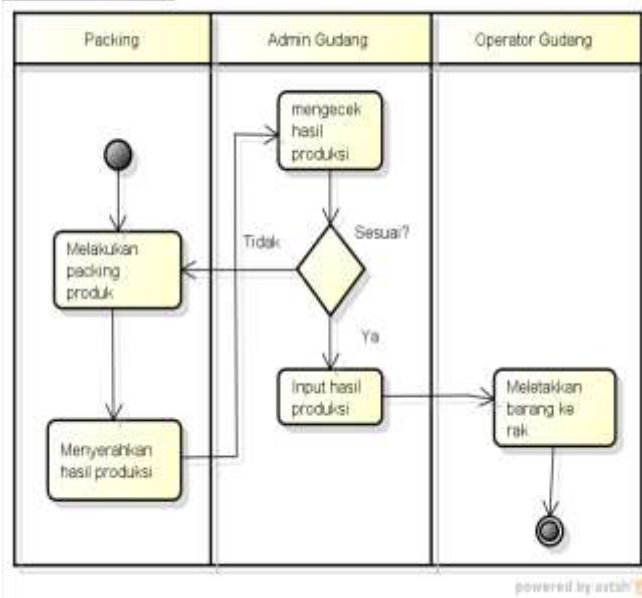 Packing
Admin Gudang
Operator Gudang
mengecek
hasil
produksi
Melakukan
packing
produk
Tidak
Sesuai?
Ya
Input hasil
produksi
Meletakkan
barang ke
rak
Menyerahkan
hasil produksi
powered by astah